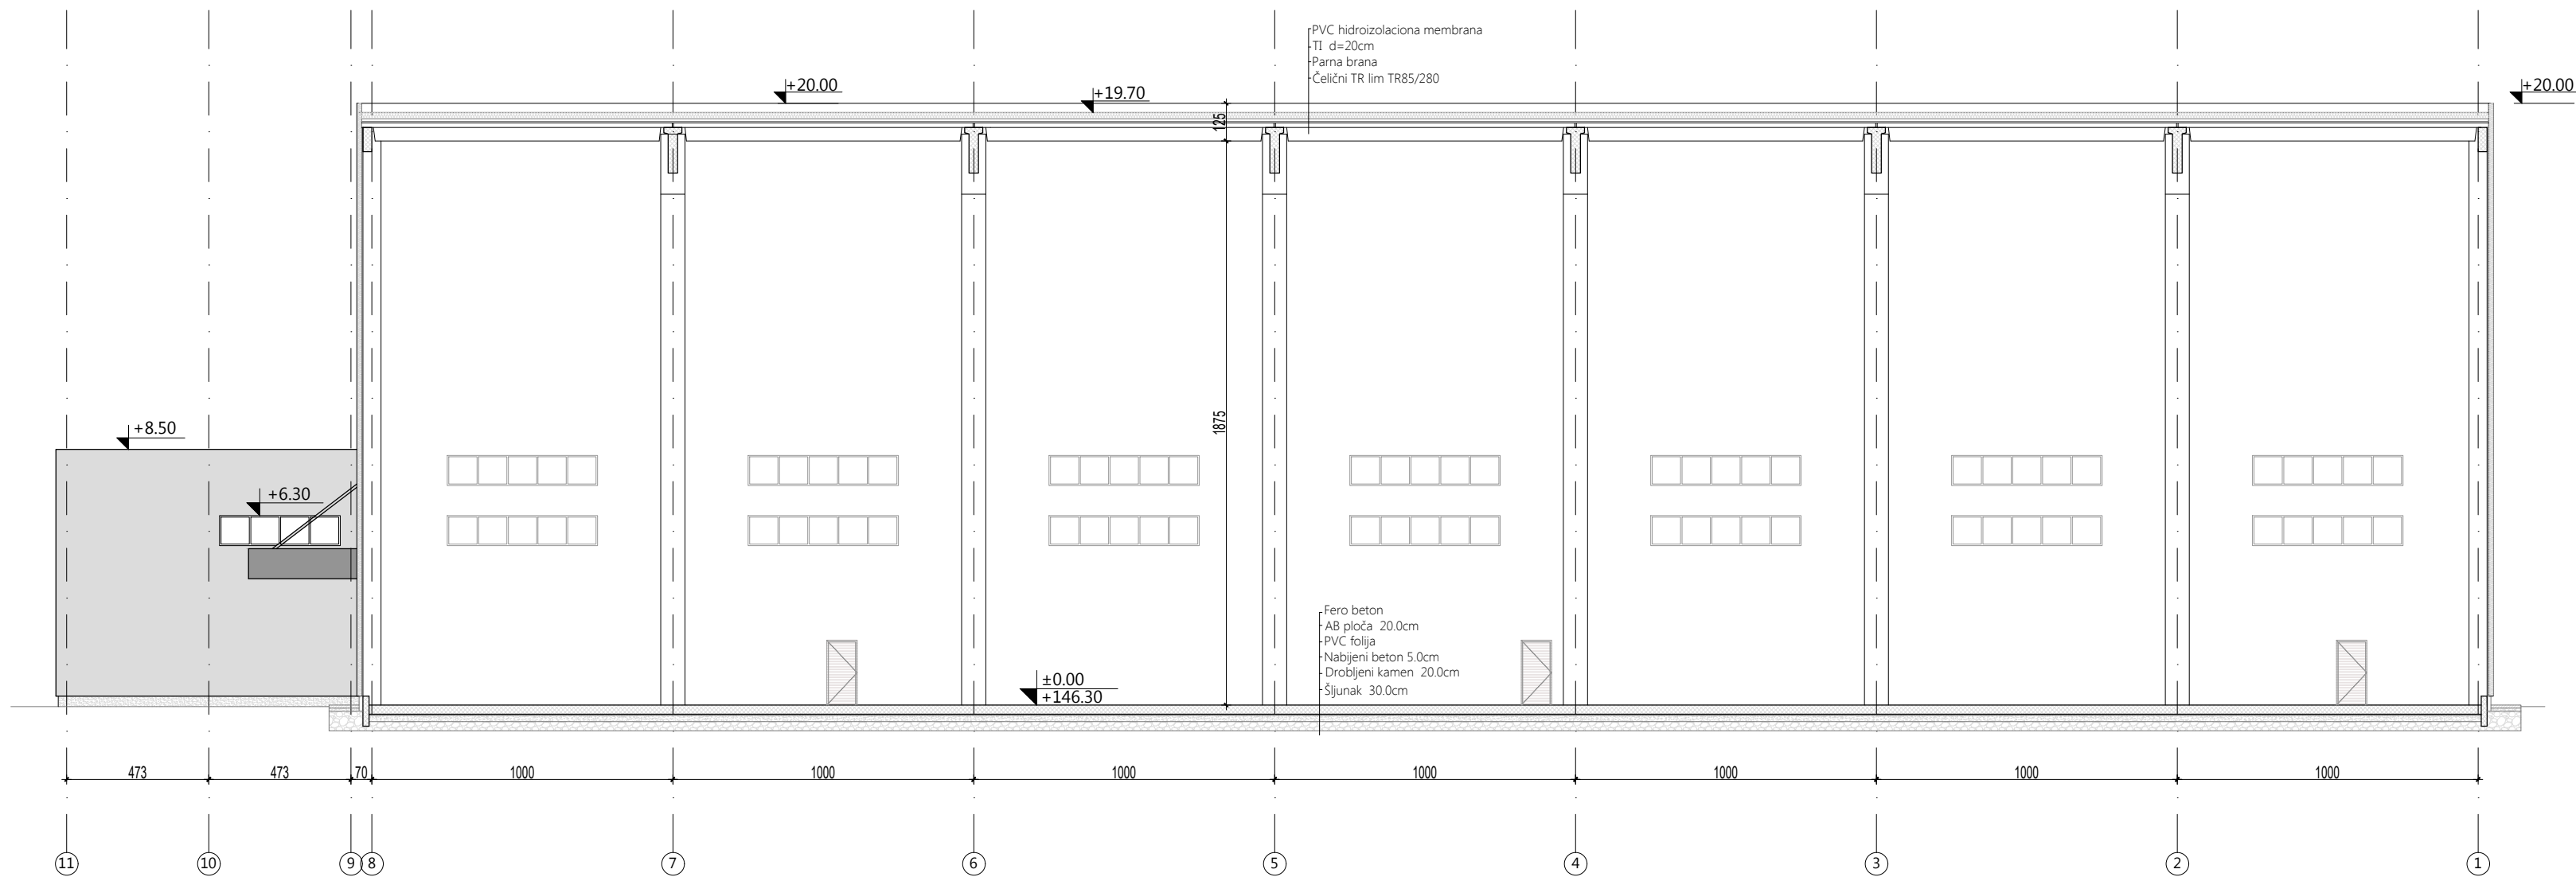 PVC hidroizolaciona membrana
TI d=20cm
Parna brana
Čelični TR lim TR85/280
+20.00
+19.70
+20.00
125
1875
+8.50
+6.30
Fero beton
AB ploča 20.0cm
PVC folija
Nabijeni beton 5.0cm
Drobljeni kamen 20.0cm
Šljunak 30.0cm
±0.00
+146.30
473 473 70 1000 1000 1000 1000 1000 1000 1000
11 10 9 8 7 6 5 4 3 2 1